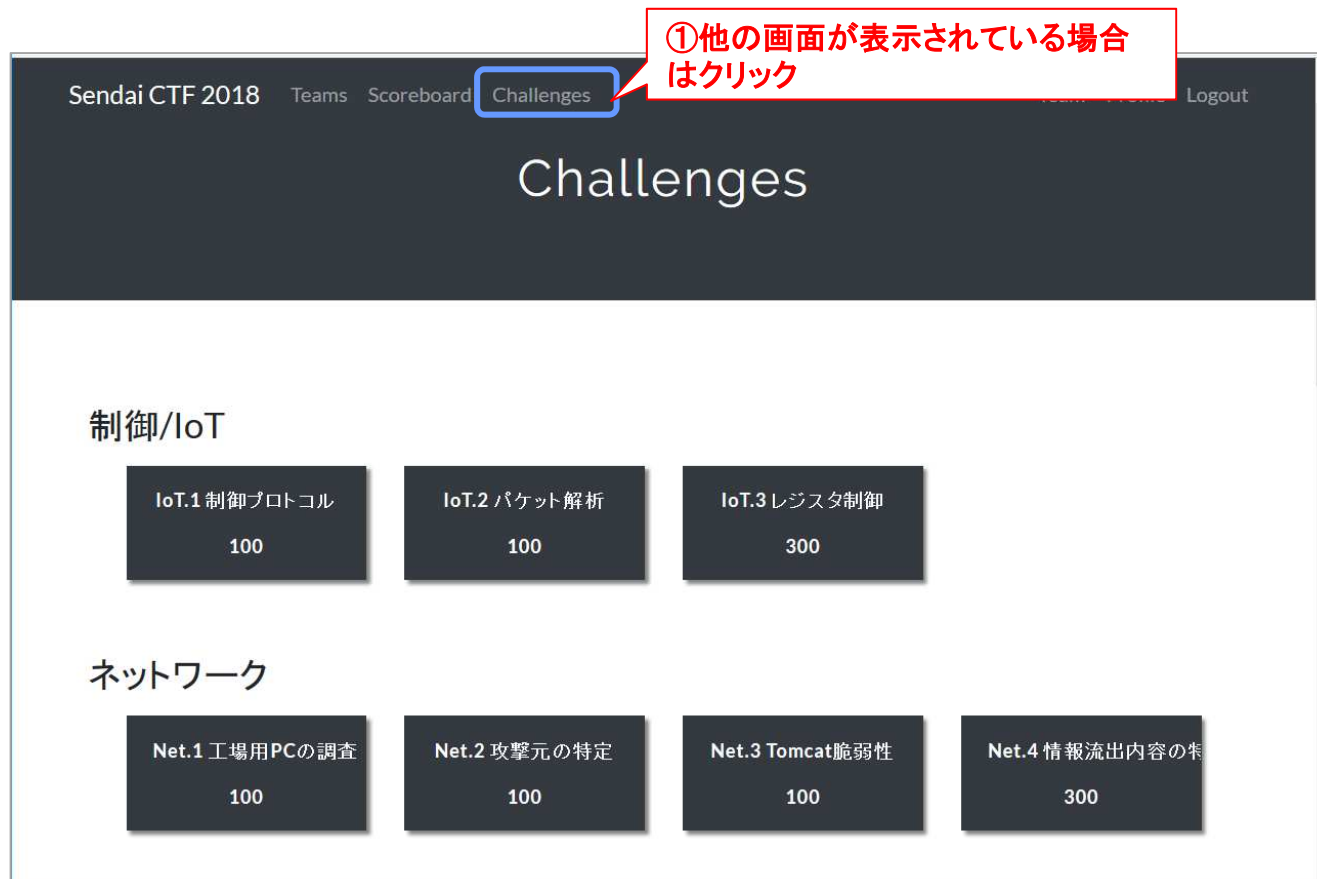 ①他の画面が表示されている場合
はクリック
Sendai CTF 2018 Teams Scoreboard Challenges Logout
Challenges
制御/IoT
IoT.1 制御プロトコル
100
IoT.2 パケット解析
100
IoT.3 レジスタ制御
300
ネットワーク
Net.1 工場用PCの調査
100
Net.2 攻撃元の特定
100
Net.3 Tomcat脆弱性
100
Net.4 情報流出内容の
300